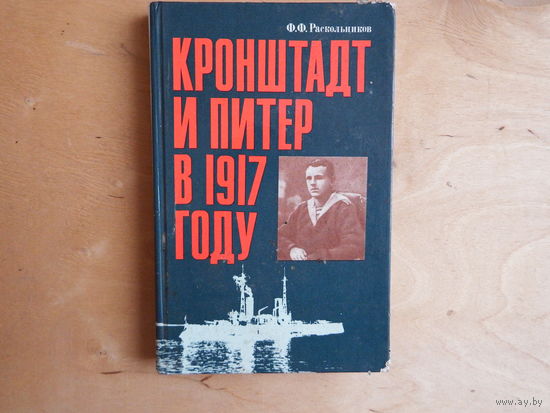 Ф.Ф. Раскольников
КРОНШТАДТ
И ПИТЕР
В 1917
ГОДУ
www.ay.by